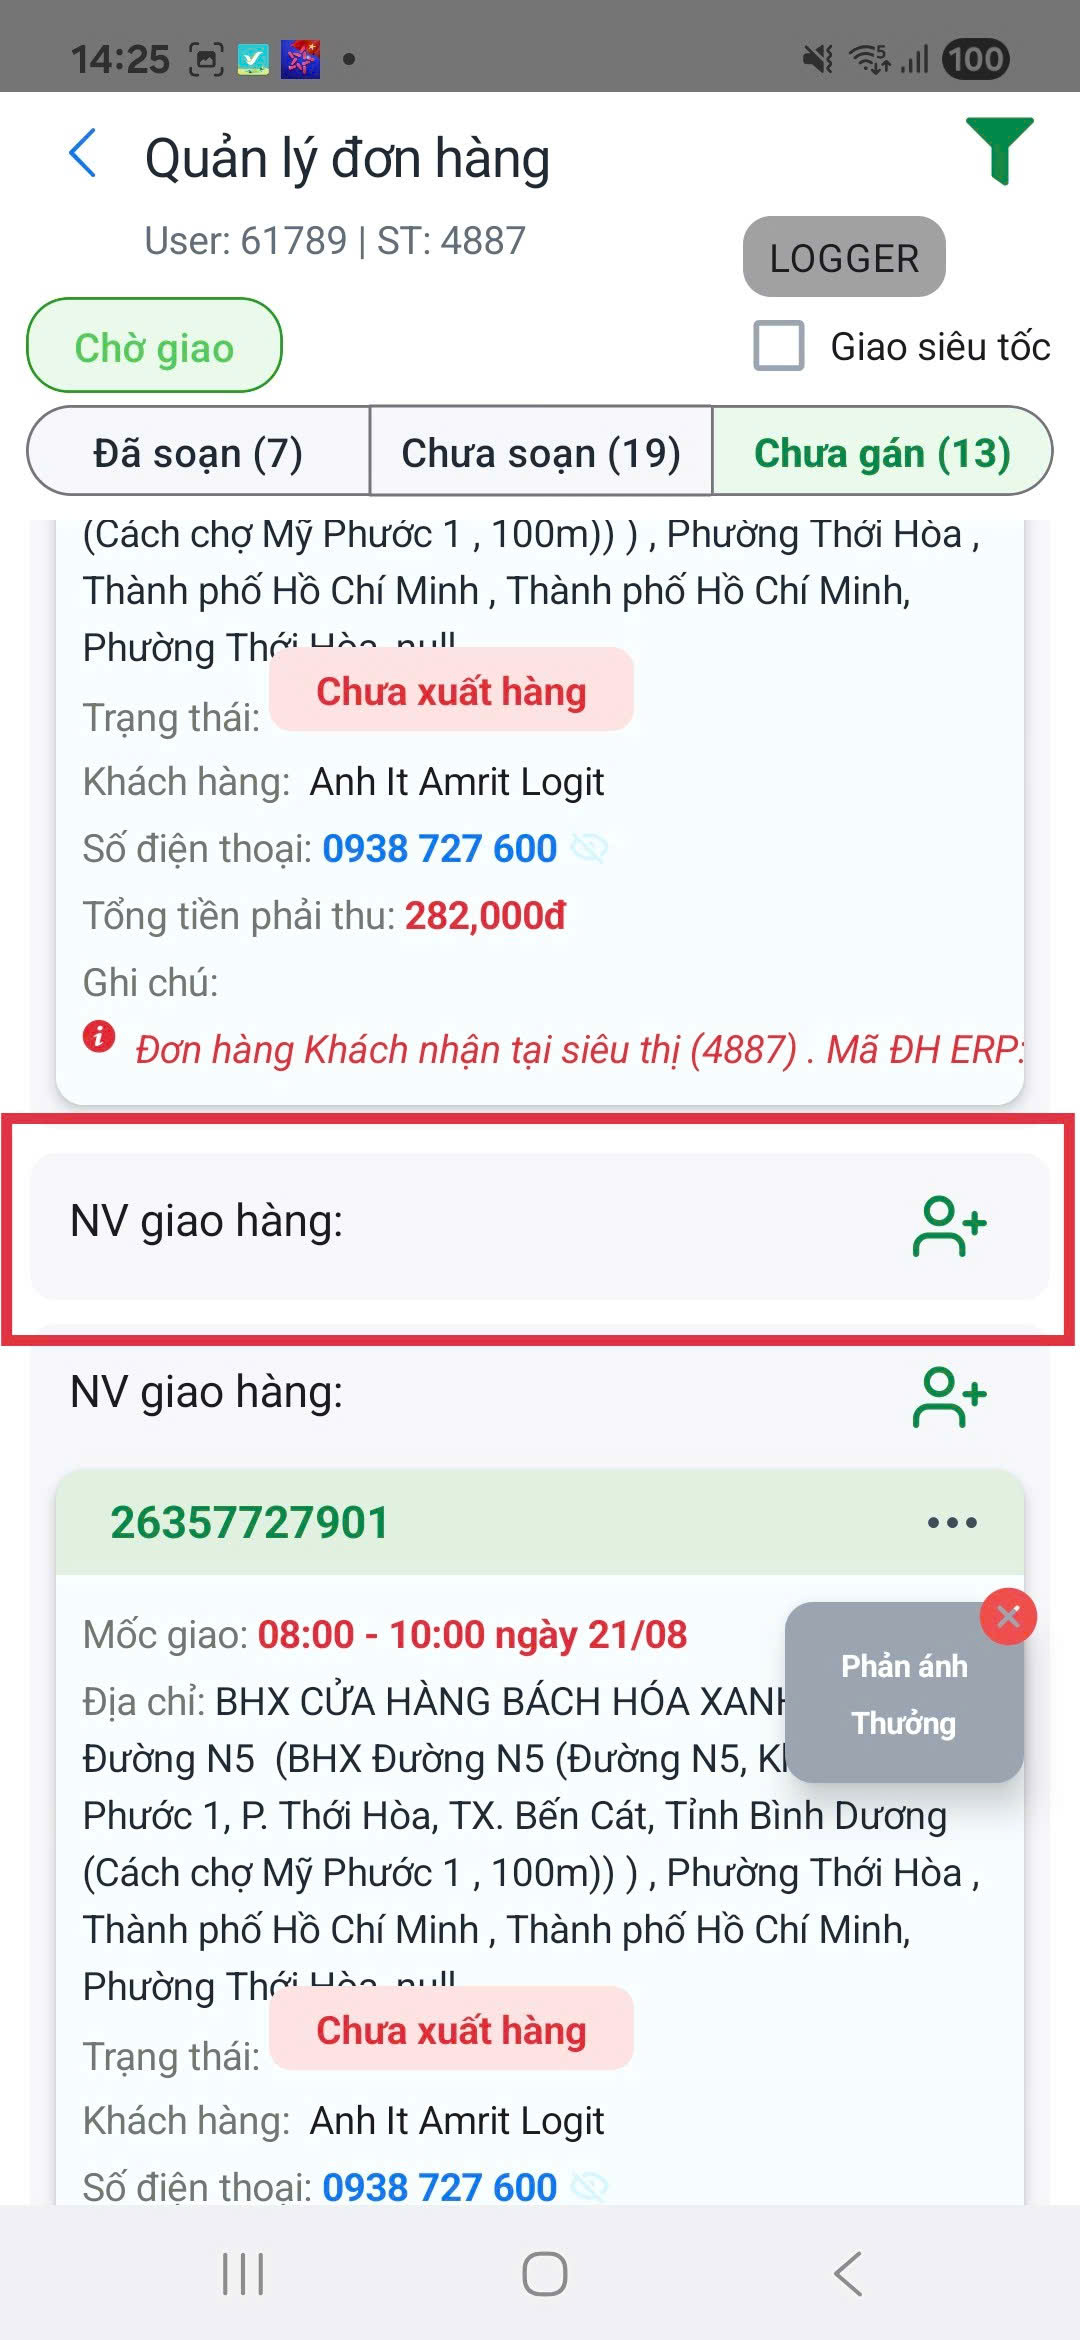 14:25
5
100
Quản lý đơn hàng
User: 61789 | ST: 4887
LOGGER
Chờ giao
Giao siêu tốc
Đã soạn (7)
Chưa soạn (19)
Chưa gán (13)
(Cách chợ Mỹ Phước 1 , 100m)) ) , Phường Thới Hòa ,
Thành phố Hồ Chí Minh , Thành phố Hồ Chí Minh,
Phường Thới Hòa, null
Trạng thái: Chưa xuất hàng
Khách hàng: Anh It Amrit Logit
Số điện thoại: 0938 727 600
Tổng tiền phải thu: 282,000đ
Ghi chú:
Đơn hàng Khách nhận tại siêu thị (4887) . Mã ĐH ERP:
NV giao hàng:
NV giao hàng:
26357727901
Mốc giao: 08:00 - 10:00 ngày 21/08
Phản ánh
Thưởng
Địa chỉ: BHX CỬA HÀNG BÁCH HÓA XANH
Đường N5 (BHX Đường N5 (Đường N5,
Phước 1, P. Thới Hòa, TX. Bến Cát, Tỉnh Bình Dương
(Cách chợ Mỹ Phước 1 , 100m)) ) , Phường Thới Hòa ,
Thành phố Hồ Chí Minh , Thành phố Hồ Chí Minh,
Phường Thới Hòa, null
Trạng thái: Chưa xuất hàng
Khách hàng: Anh It Amrit Logit
Số điện thoại: 0938 727 600